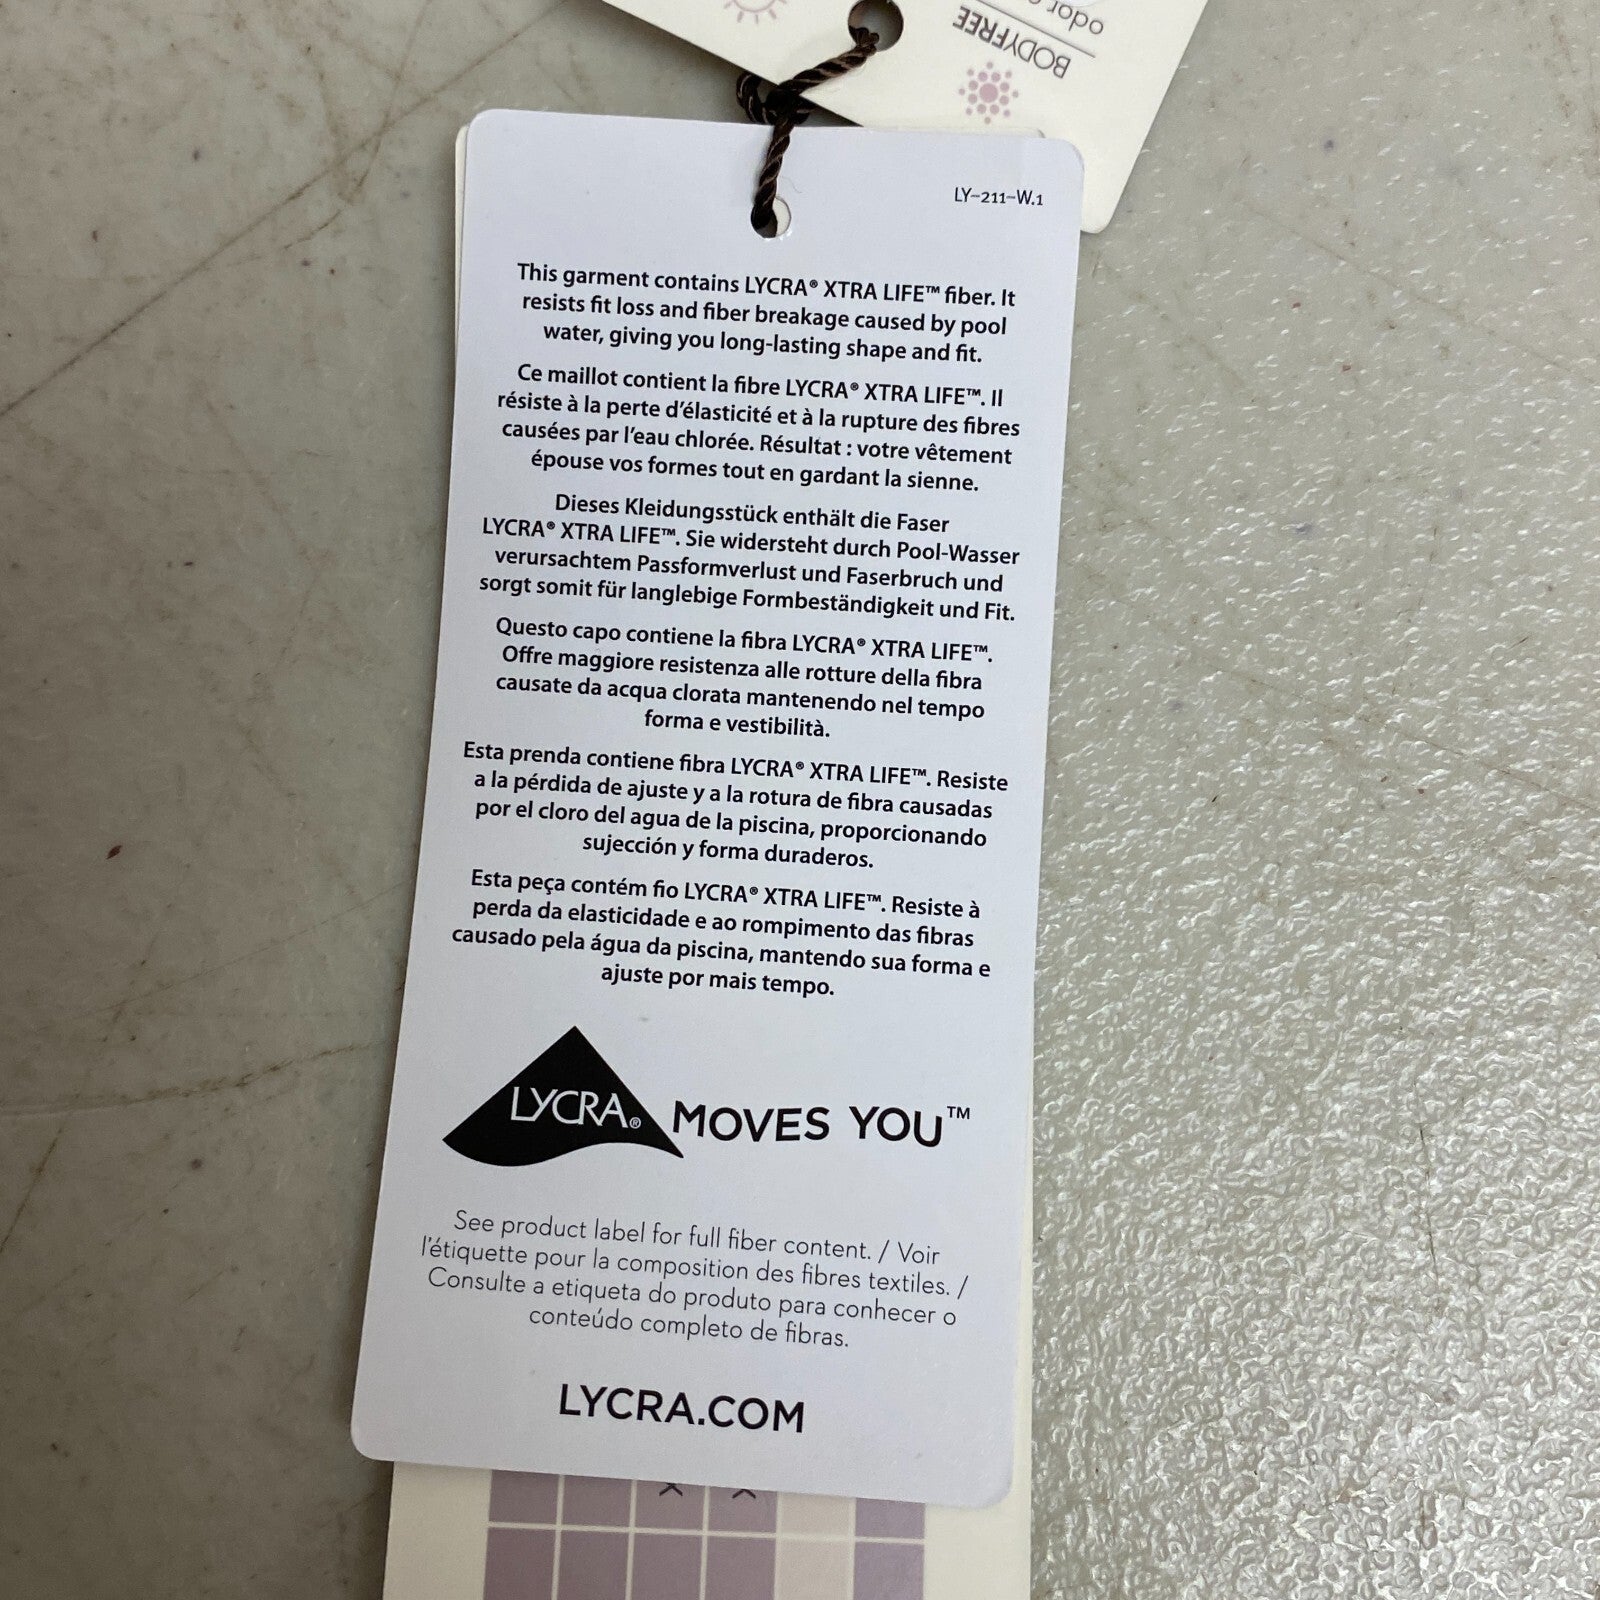 odor
BODYFREE
LY-211-W.1
This garment contains LYCRA® XTRA LIFE™ fiber. It
resists fit loss and fiber breakage caused by pool
water, giving you long-lasting shape and fit.
Ce maillot contient la fibre LYCRA® XTRA LIFE™. Il
résiste à la perte d'élasticité et à la rupture des fibres
causées par l'eau chlorée. Résultat : votre vêtement
épouse vos formes tout en gardant la sienne.
Dieses Kleidungsstück enthält die Faser
LYCRA® XTRA LIFE™. Sie widersteht durch Pool-Wasser
verursachtem Passformverlust und Faserbruch und
sorgt somit für langlebige Formbeständigkeit und Fit.
Questo capo contiene la fibra LYCRA® XTRA LIFE™.
Offre maggiore resistenza alle rotture della fibra
causate da acqua clorata mantenendo nel tempo
forma e vestibilità.
Esta prenda contiene fibra LYCRA® XTRA LIFE™. Resiste
a la pérdida de ajuste y a la rotura de fibra causadas
por el cloro del agua de la piscina, proporcionando
sujección y forma duraderos.
Esta peça contém fio LYCRA® XTRA LIFE™. Resiste à
perda da elasticidade e ao rompimento das fibras
causado pela água da piscina, mantendo sua forma e
ajuste por mais tempo.
LYCRA® MOVES YOU™
See product label for full fiber content. / Voir
l'étiquette pour la composition des fibres textiles. /
Consulte a etiqueta do produto para conhecer o
conteúdo completo de fibras.
LYCRA.COM